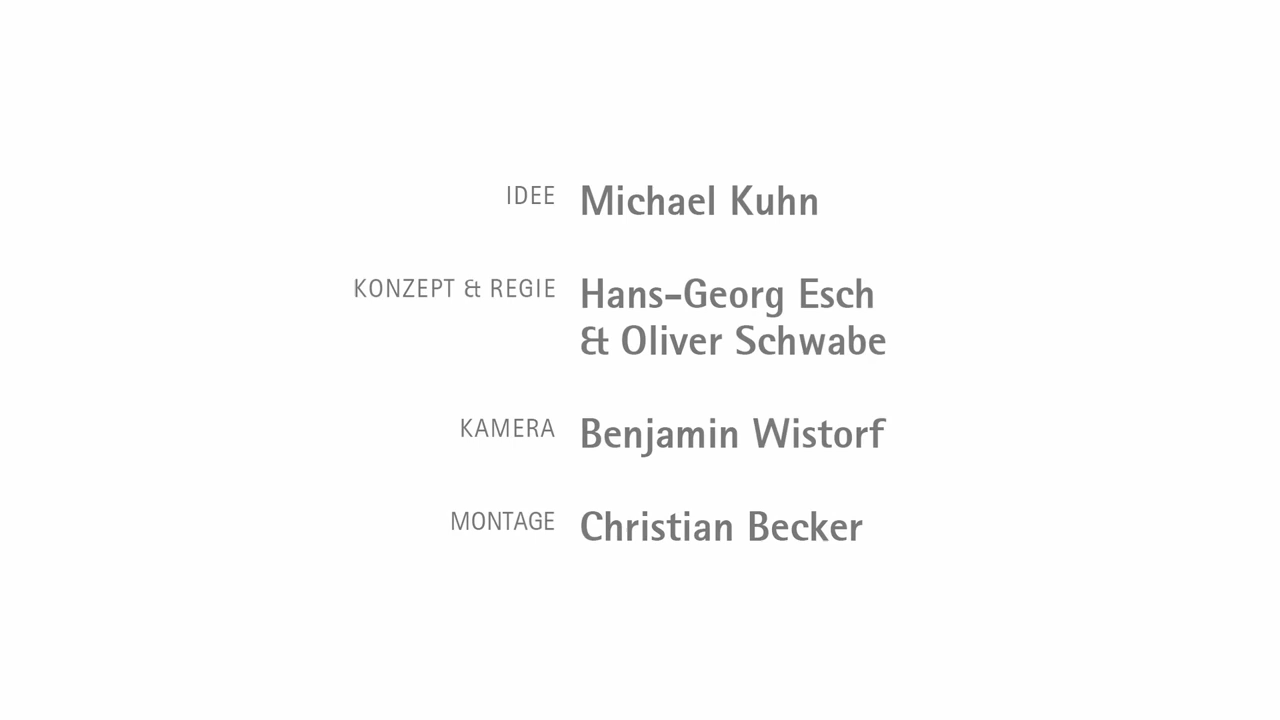 IDEE Michael Kuhn
KONZEPT & REGIE Hans-Georg Esch
& Oliver Schwabe
KAMERA Benjamin Wistorf
MONTAGE Christian Becker